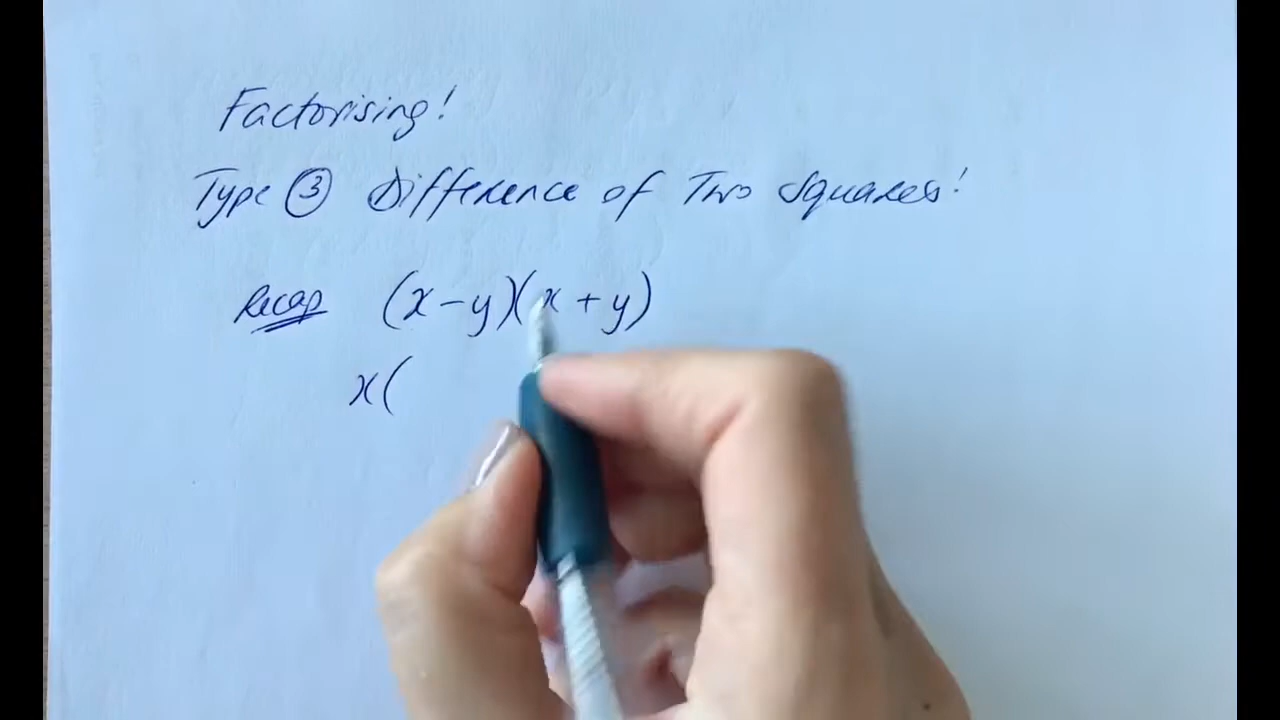 Factorising!
Type ③ Difference of Two Squares!
Recap (x-y)(x+y)
x(